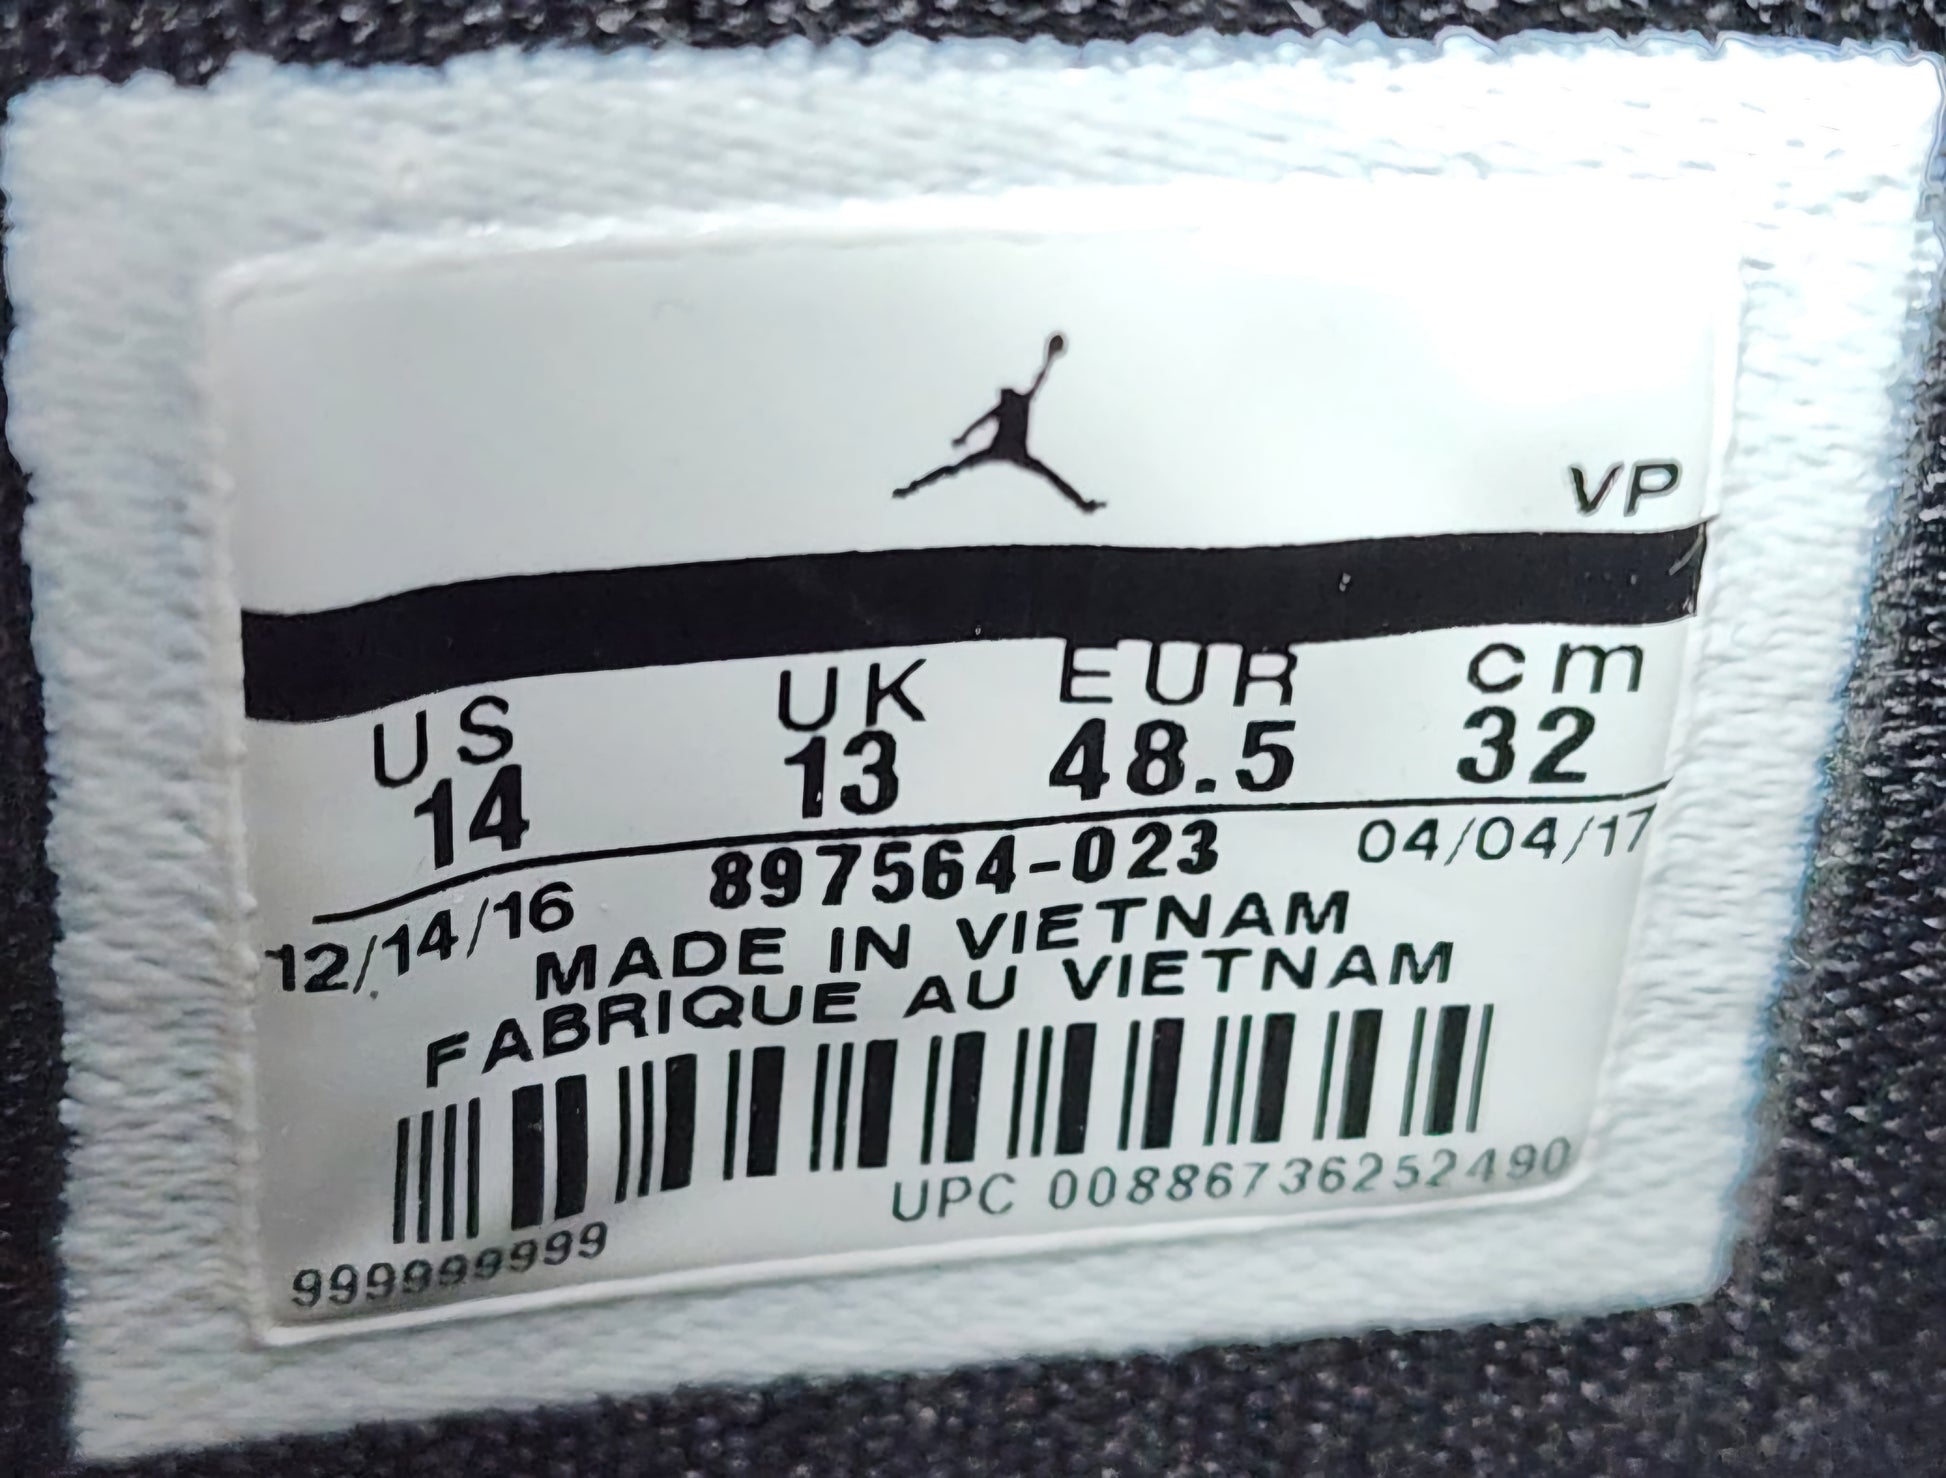 VP
US UK EUR cm
14 13 48.5 32
12/14/16 897564-023 04/04/17
MADE IN VIETNAM
FABRIQUE AU VIETNAM
UPC 00886736252490
999999999